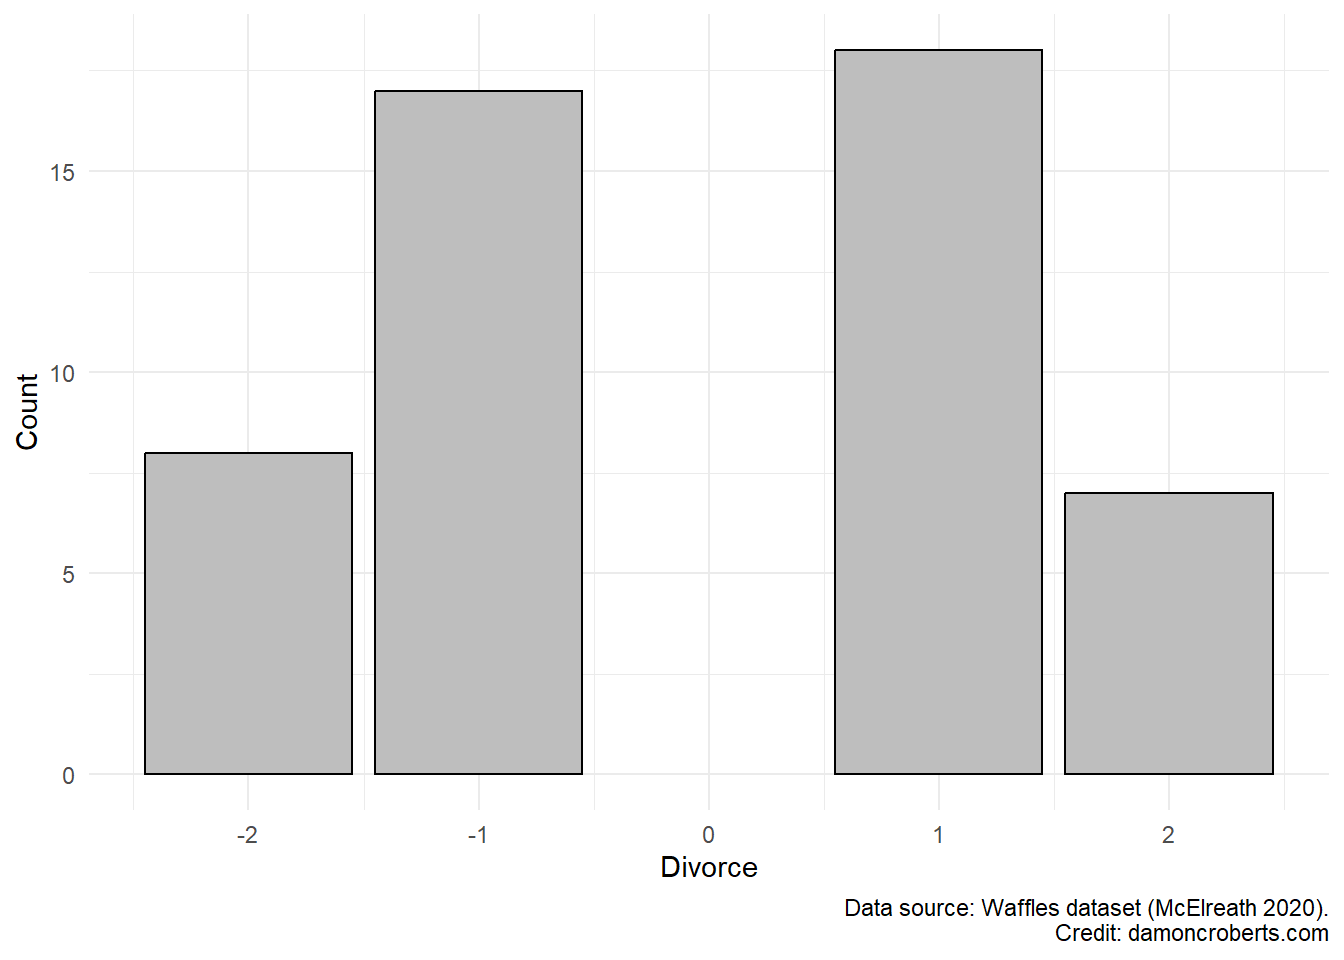 15
10
5
0
Count
-2 -1 0 1 2
Divorce
Data source: Waffles dataset (McElreath 2020).
Credit: damoncroberts.com